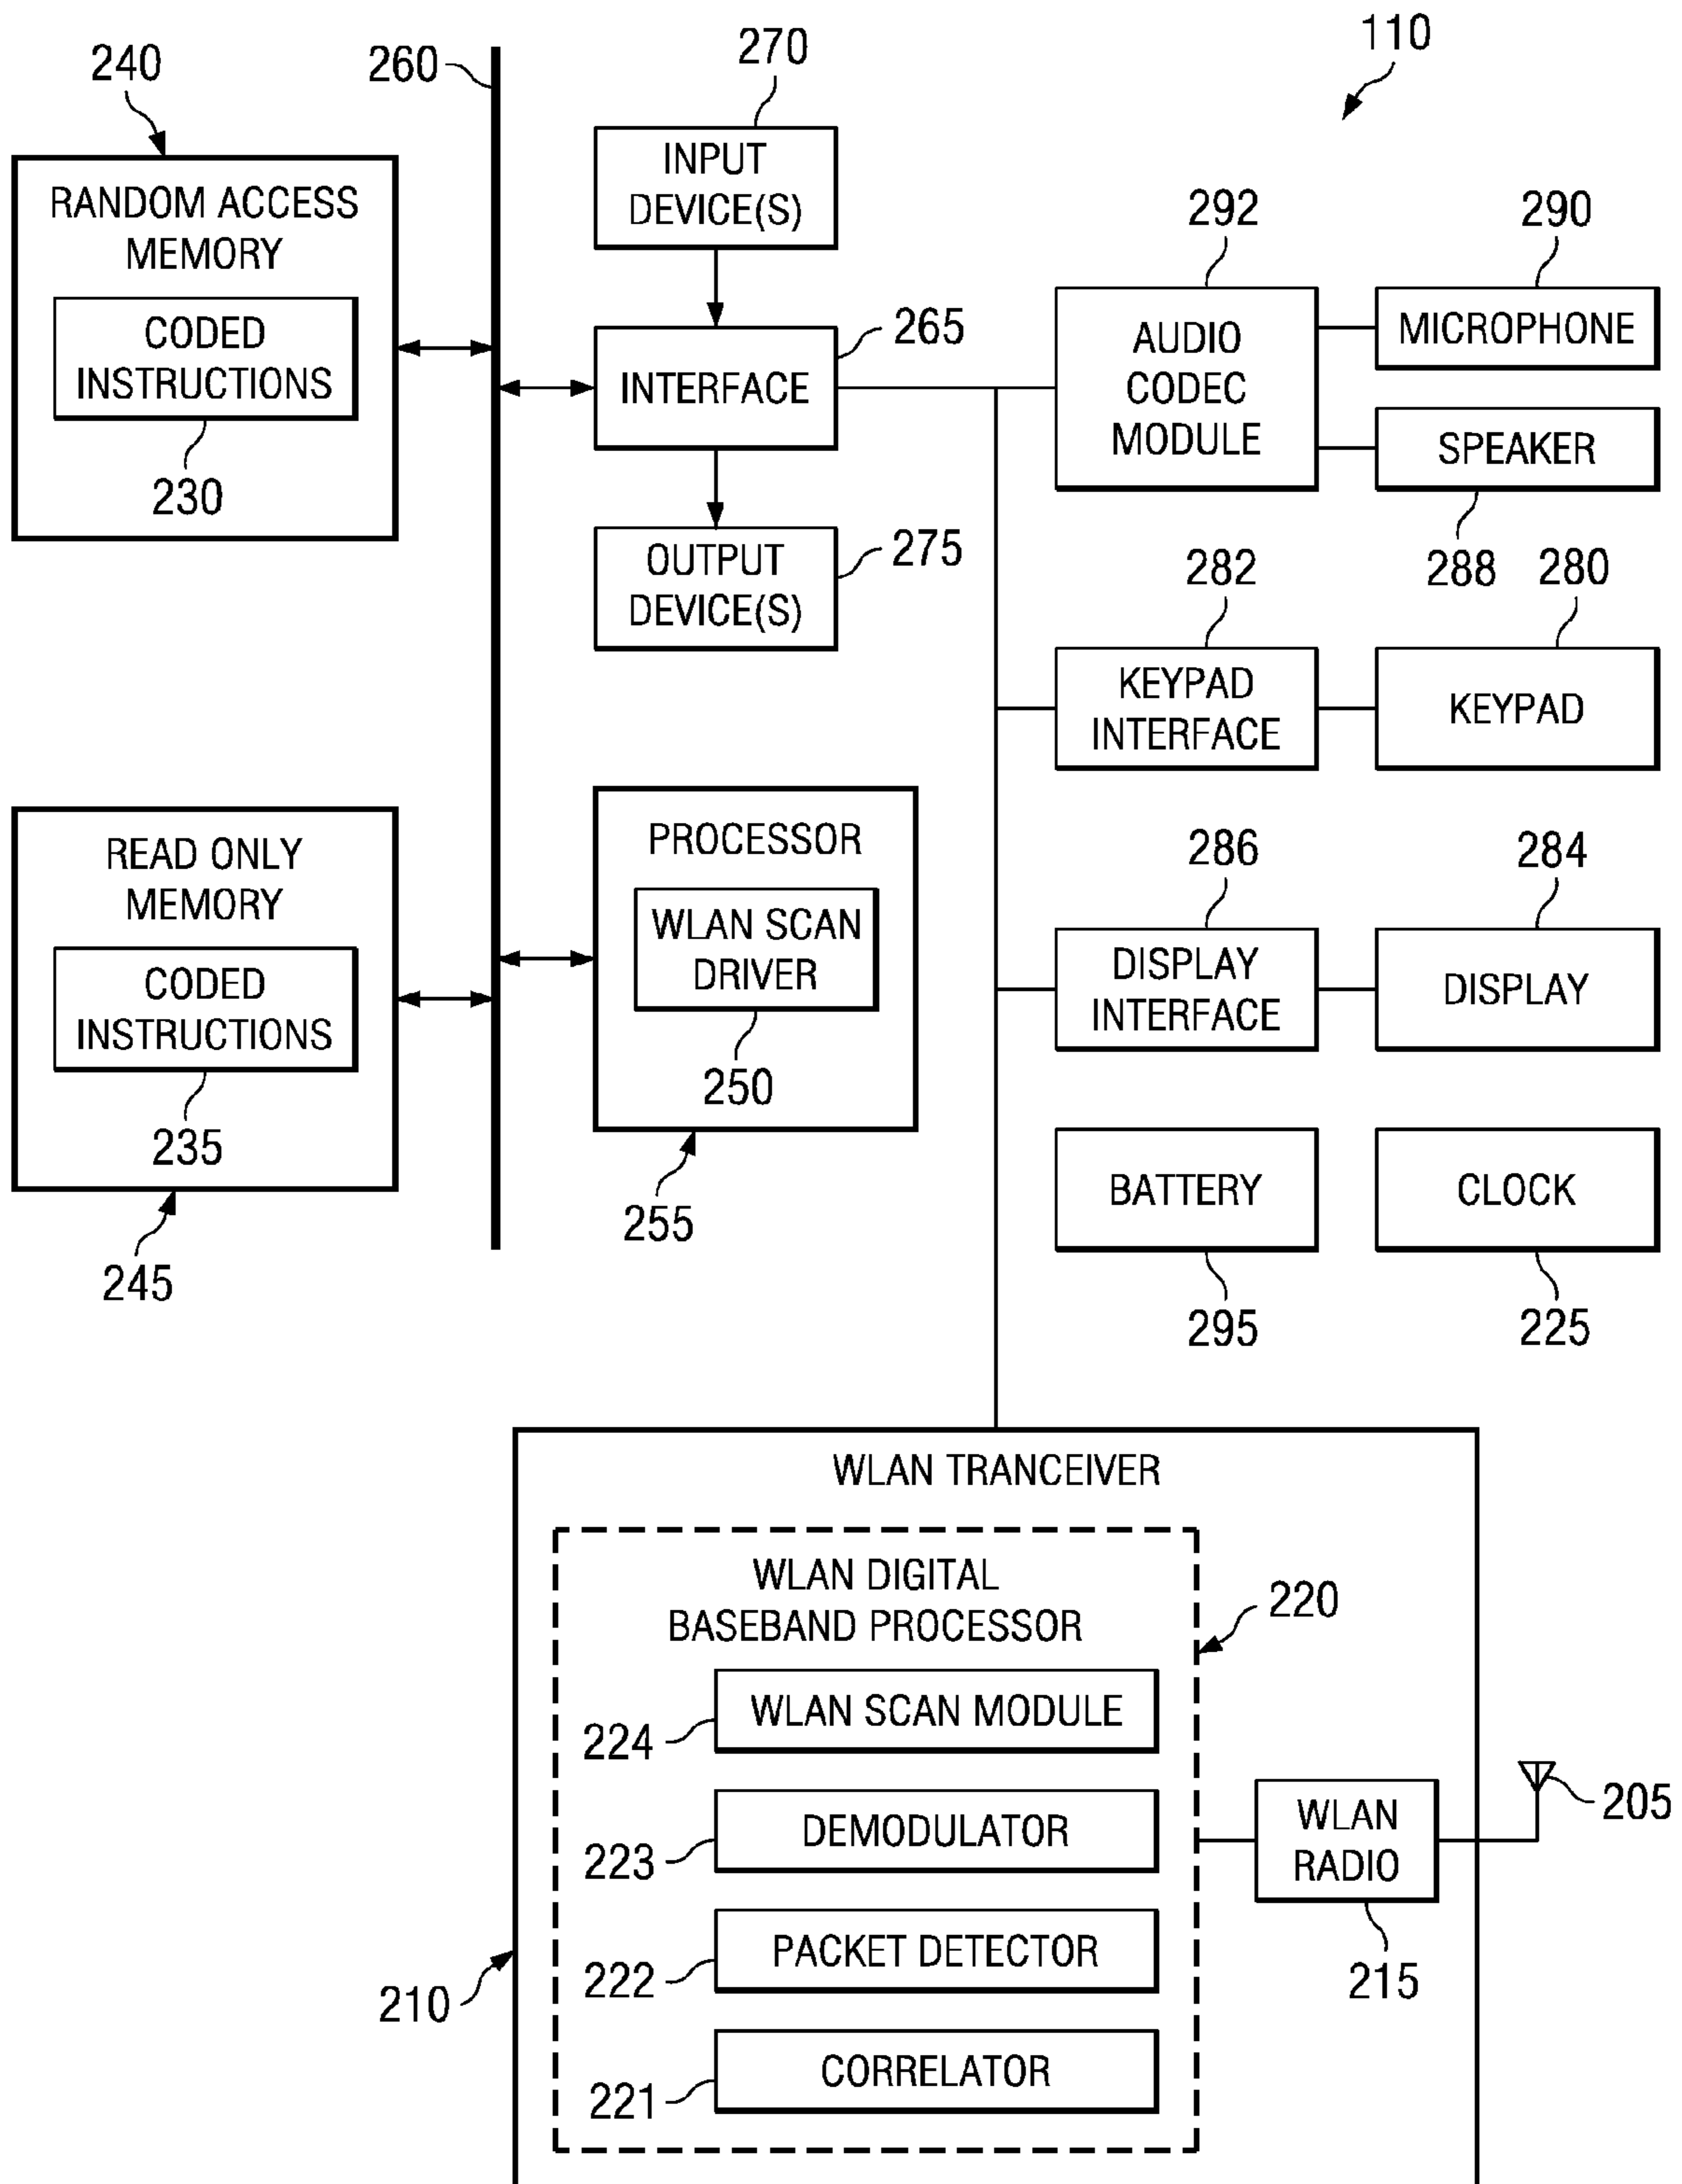 110
240
260
270
RANDOM ACCESS
MEMORY
CODED
INSTRUCTIONS
230
INPUT
DEVICE(S)
INTERFACE
265
OUTPUT
DEVICE(S)
275
292
290
AUDIO
CODEC
MODULE
MICROPHONE
SPEAKER
288
282
280
KEYPAD
INTERFACE
KEYPAD
READ ONLY
MEMORY
CODED
INSTRUCTIONS
235
245
PROCESSOR
WLAN SCAN
DRIVER
250
255
286
284
DISPLAY
INTERFACE
DISPLAY
BATTERY
CLOCK
295
225
WLAN TRANCEIVER
WLAN DIGITAL
BASEBAND PROCESSOR
220
WLAN SCAN MODULE
224
DEMODULATOR
223
PACKET DETECTOR
222
CORRELATOR
221
210
WLAN
RADIO
215
205